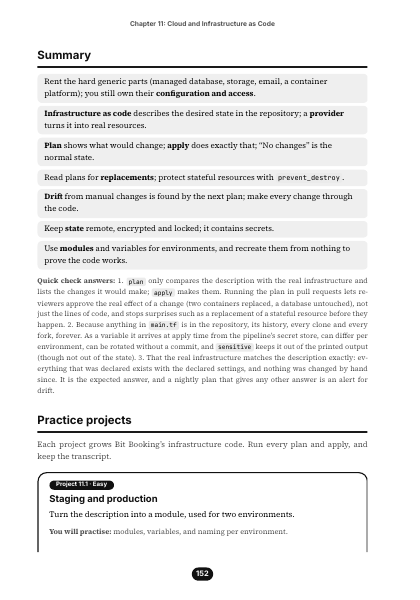 Chapter 11: Cloud and Infrastructure as Code
Summary
Rent the hard generic parts (managed database, storage, email, a container
platform); you still own their configuration and access.
Infrastructure as code describes the desired state in the repository; a provider
turns it into real resources.
Plan shows what would change; apply does exactly that; “No changes” is the
normal state.
Read plans for replacements; protect stateful resources with prevent_destroy.
Drift from manual changes is found by the next plan; make every change through
the code.
Keep state remote, encrypted and locked; it contains secrets.
Use modules and variables for environments, and recreate them from nothing to
prove the code works.
Quick check answers: 1. plan only compares the description with the real infrastructure and
lists the changes it would make; apply makes them. Running the plan in pull requests lets re-
viewers approve the real effect of a change (two containers replaced, a database untouched), not
just the lines of code, and stops surprises such as a replacement of a stateful resource before they
happen. 2. Because anything in main.tf is in the repository, its history, every clone and every
fork, forever. As a variable it arrives at apply time from the pipeline’s secret store, can differ per
environment, can be rotated without a commit, and sensitive keeps it out of the printed output
(though not out of the state). 3. That the real infrastructure matches the description exactly: ev-
erything that was declared exists with the declared settings, and nothing was changed by hand
since. It is the expected answer, and a nightly plan that gives any other answer is an alert for
drift.
Practice projects
Each project grows Bit Booking’s infrastructure code. Run every plan and apply, and
keep the transcript.
Project 11.1 · Easy
Staging and production
Turn the description into a module, used for two environments.
You will practise: modules, variables, and naming per environment.
152